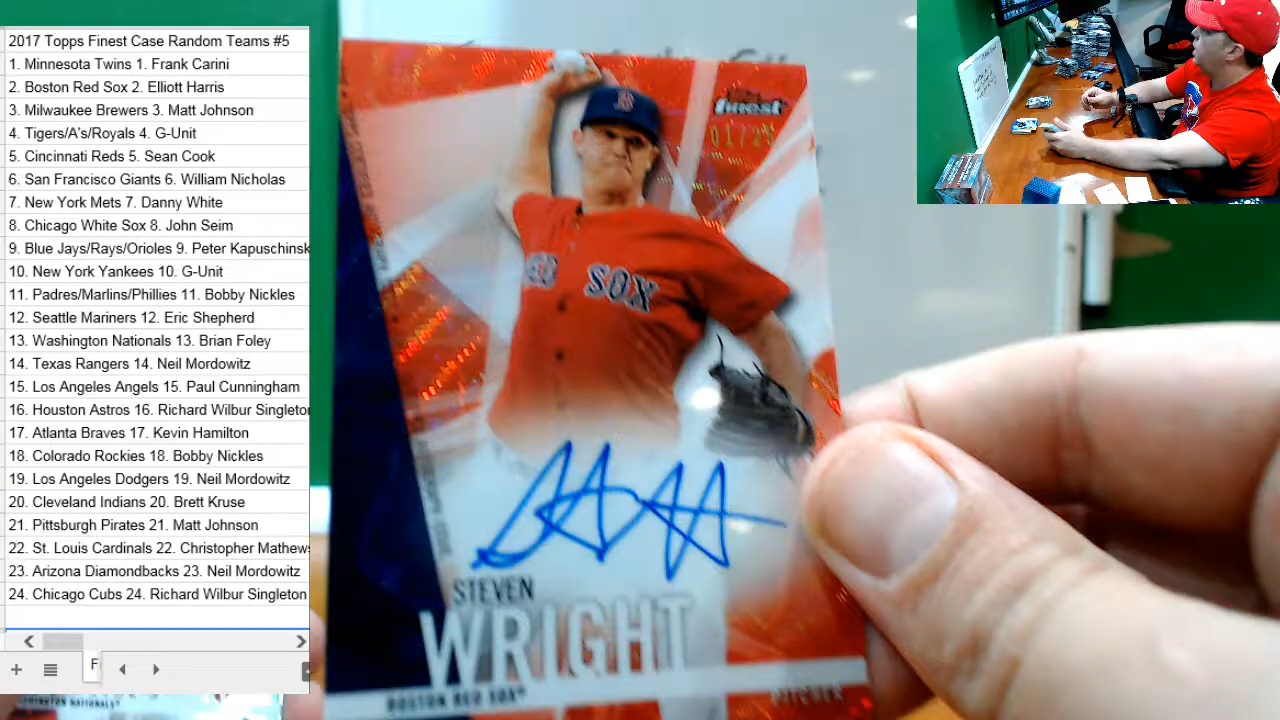 2017 Topps Finest Case Random Teams #5
1. Minnesota Twins 1. Frank Carini
2. Boston Red Sox 2. Elliott Harris
3. Milwaukee Brewers 3. Matt Johnson
4. Tigers/A's/Royals 4. G-Unit
5. Cincinnati Reds 5. Sean Cook
6. San Francisco Giants 6. William Nicholas
7. New York Mets 7. Danny White
8. Chicago White Sox 8. John Seim
9. Blue Jays/Rays/Orioles 9. Peter Kapuschinsk
10. New York Yankees 10. G-Unit
11. Padres/Marlins/Phillies 11. Bobby Nickles
12. Seattle Mariners 12. Eric Shepherd
13. Washington Nationals 13. Brian Foley
14. Texas Rangers 14. Neil Mordowitz
15. Los Angeles Angels 15. Paul Cunningham
16. Houston Astros 16. Richard Wilbur Singleton
17. Atlanta Braves 17. Kevin Hamilton
18. Colorado Rockies 18. Bobby Nickles
19. Los Angeles Dodgers 19. Neil Mordowitz
20. Cleveland Indians 20. Brett Kruse
21. Pittsburgh Pirates 21. Matt Johnson
22. St. Louis Cardinals 22. Christopher Mathews
23. Arizona Diamondbacks 23. Neil Mordowitz
24. Chicago Cubs 24. Richard Wilbur Singleton
F
finest
SOX
STEVEN
WRIGHT
BOSTON RED SOX
PITCHER